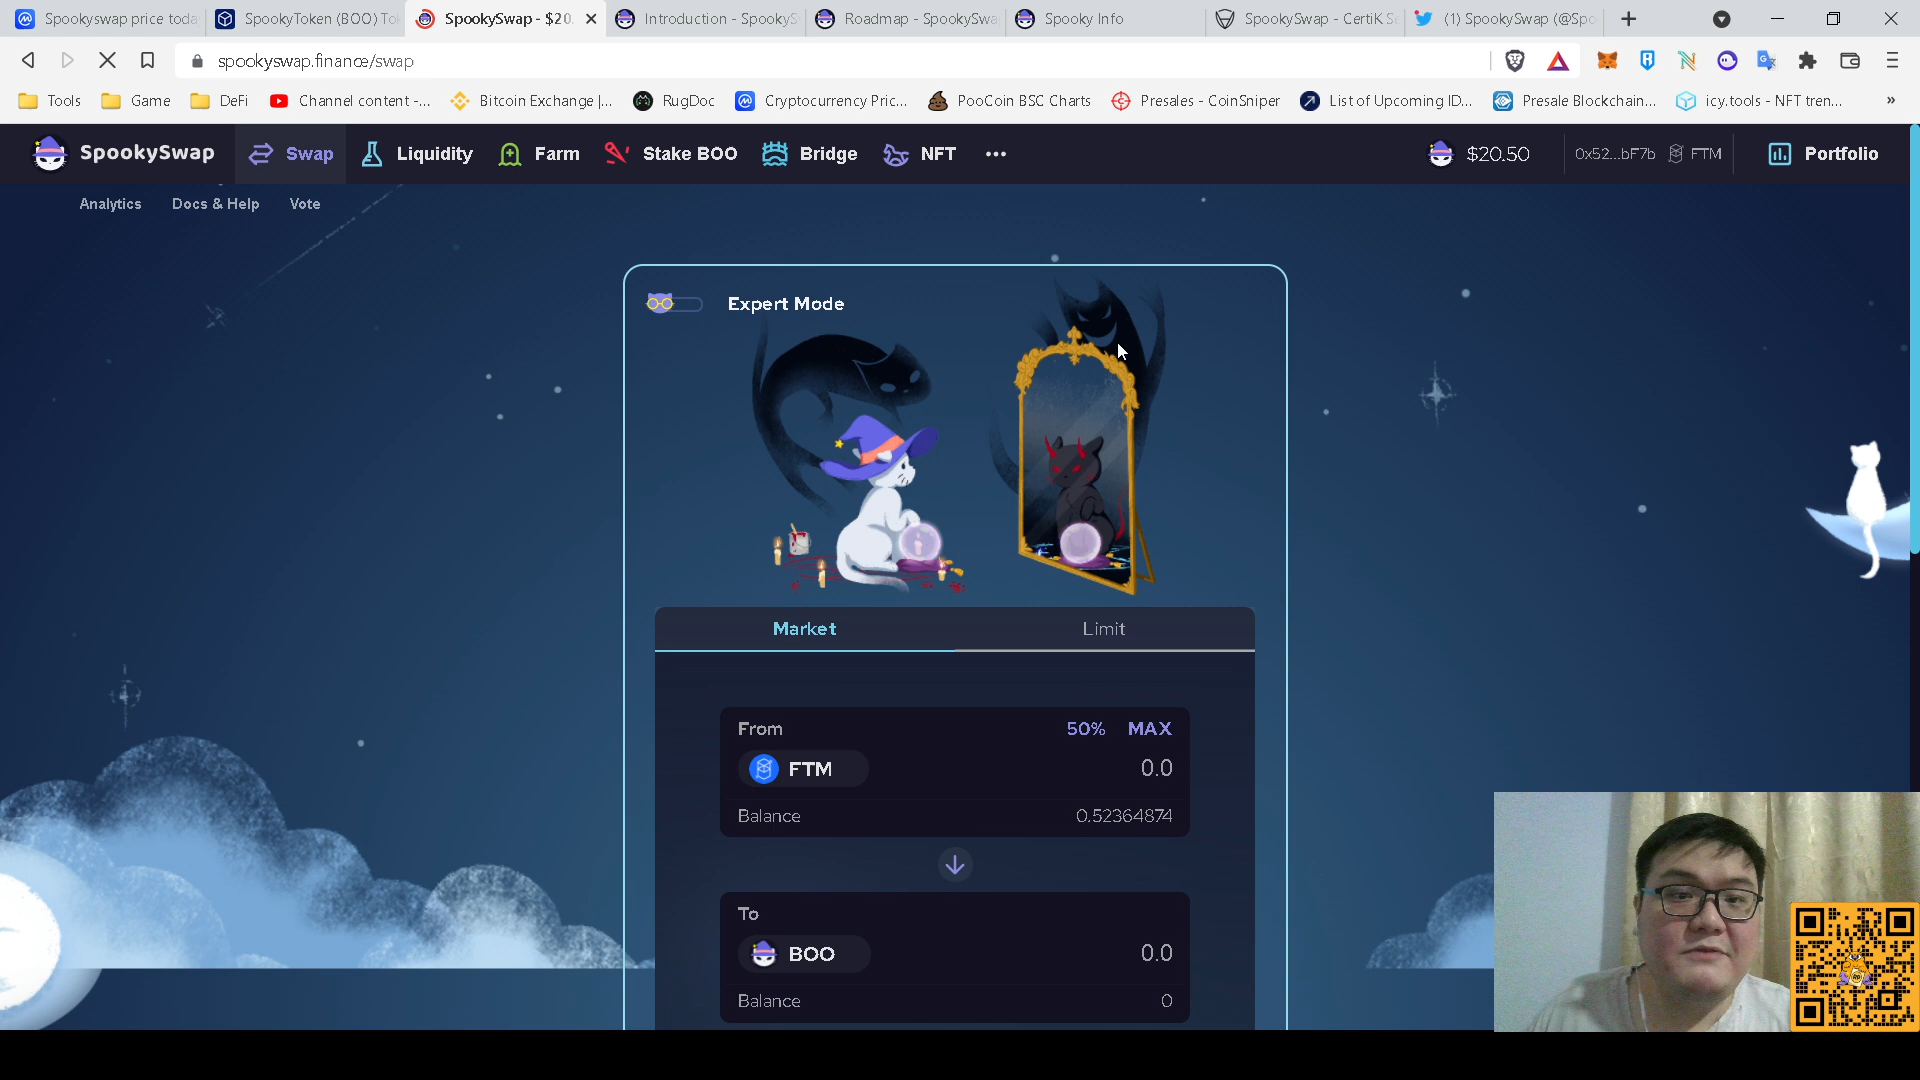 Spookyswap price toda
SpookyToken (BOO) Tok
SpookySwap - $20.
Introduction - SpookyS
Roadmap - SpookySwa
Spooky Info
SpookySwap - CertiK S
(1) SpookySwap (@Spo
spookyswap.finance/swap
Tools
Game
DeFi
Channel content -...
Bitcoin Exchange |...
RugDoc
Cryptocurrency Pric...
PooCoin BSC Charts
Presales - CoinSniper
List of Upcoming ID...
Presale Blockchain...
icy.tools - NFT tren...
»
SpookySwap
Swap
Liquidity
Farm
Stake BOO
Bridge
NFT
$20.50
0x52...bF7b
FTM
Portfolio
Analytics
Docs & Help
Vote
Expert Mode
Market
Limit
From
50%
MAX
FTM
0.0
Balance
0.52364874
To
BOO
0.0
Balance
0